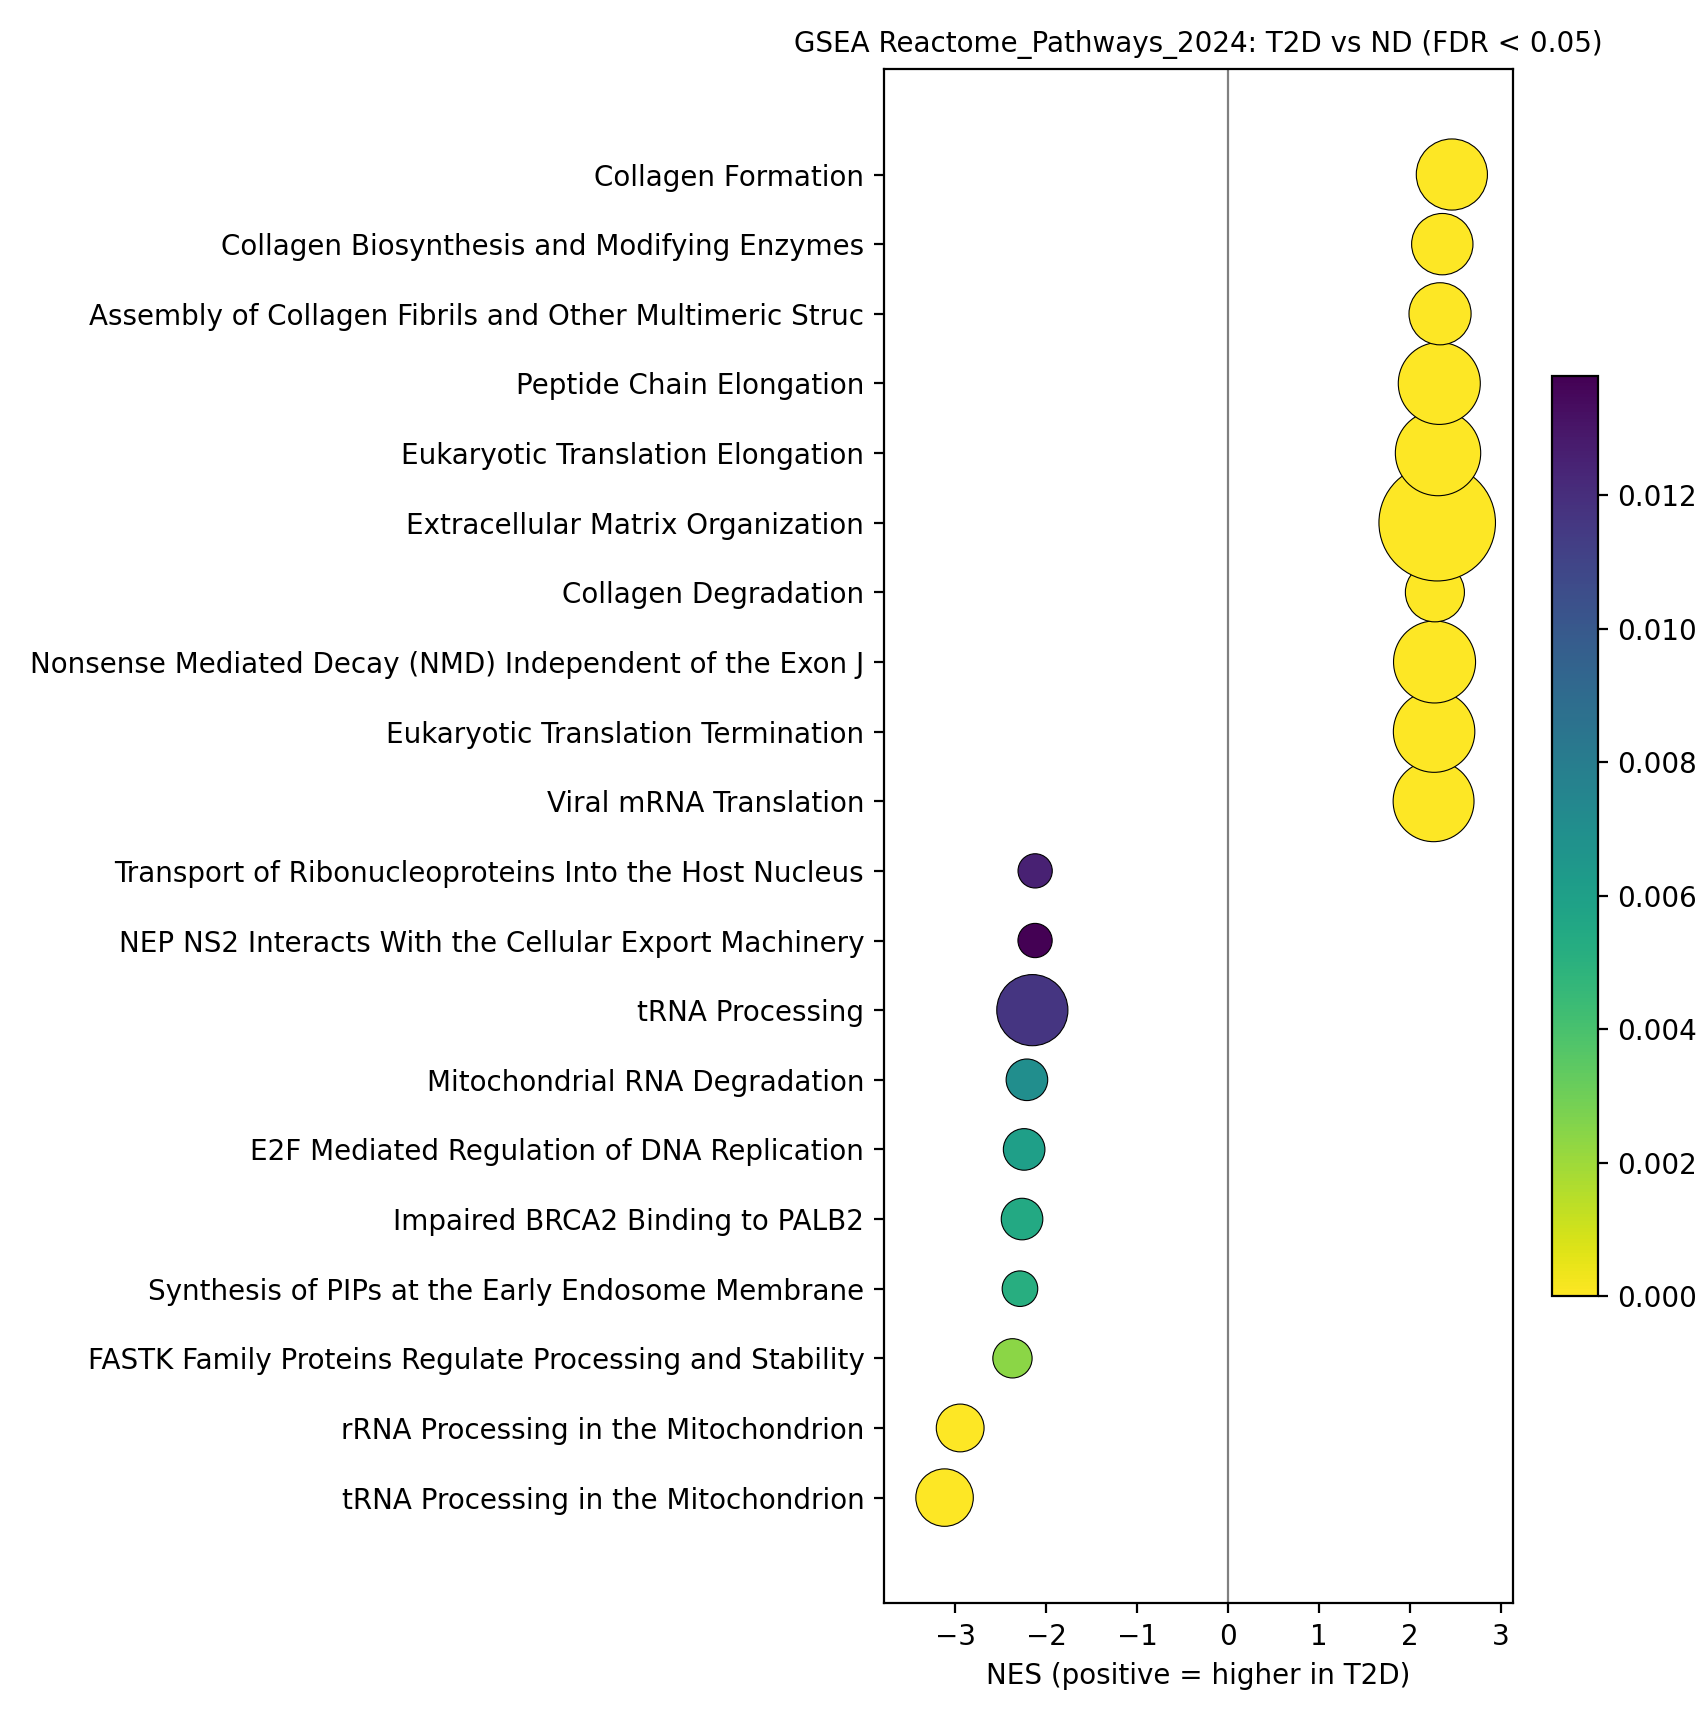 GSEA Reactome_Pathways_2024: T2D vs ND (FDR < 0.05)
Collagen Formation
Collagen Biosynthesis and Modifying Enzymes
Assembly of Collagen Fibrils and Other Multimeric Struc
Peptide Chain Elongation
Eukaryotic Translation Elongation
Extracellular Matrix Organization
Collagen Degradation
Nonsense Mediated Decay (NMD) Independent of the Exon J
Eukaryotic Translation Termination
Viral mRNA Translation
Transport of Ribonucleoproteins Into the Host Nucleus
NEP NS2 Interacts With the Cellular Export Machinery
tRNA Processing
Mitochondrial RNA Degradation
E2F Mediated Regulation of DNA Replication
Impaired BRCA2 Binding to PALB2
Synthesis of PIPs at the Early Endosome Membrane
FASTK Family Proteins Regulate Processing and Stability
rRNA Processing in the Mitochondrion
tRNA Processing in the Mitochondrion
−3 −2 −1 0 1 2 3
NES (positive = higher in T2D)
0.012
0.010
0.008
0.006
0.004
0.002
0.000